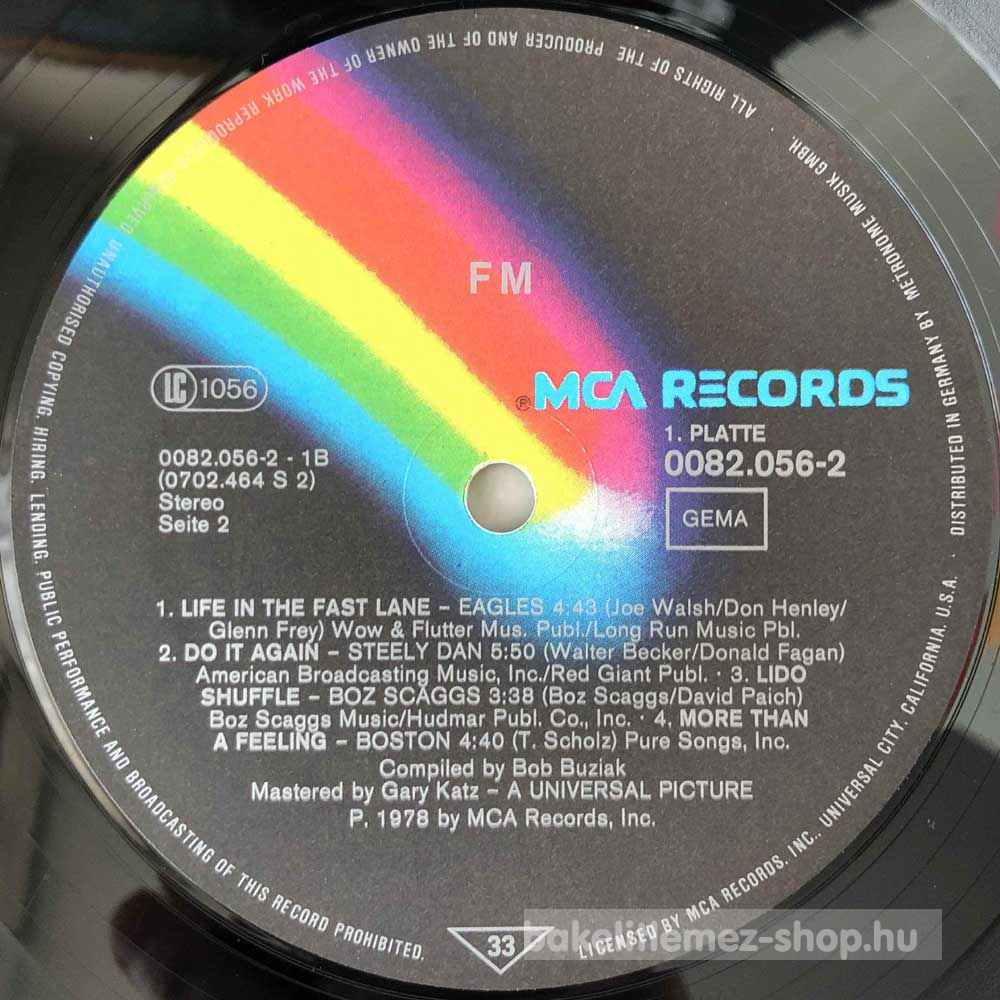 FM
LC 1056
® MCA RECORDS
1. PLATTE
0082.056-2
GEMA
0082.056-2 - 1B
(0702.464 S 2)
Stereo
Seite 2
1. LIFE IN THE FAST LANE – EAGLES 4:43 (Joe Walsh/Don Henley/
Glenn Frey) Wow & Flutter Mus. Publ./Long Run Music Pbl.
2. DO IT AGAIN – STEELY DAN 5:50 (Walter Becker/Donald Fagan)
American Broadcasting Music, Inc./Red Giant Publ. · 3. LIDO
SHUFFLE – BOZ SCAGGS 3:38 (Boz Scaggs/David Paich)
Boz Scaggs Music/Hudmar Publ. Co., Inc. · 4. MORE THAN
A FEELING – BOSTON 4:40 (T. Scholz) Pure Songs, Inc.
Compiled by Bob Buziak
Mastered by Gary Katz – A UNIVERSAL PICTURE
P. 1978 by MCA Records, Inc.
33
ALL RIGHTS OF THE PRODUCER AND OF THE OWNER OF THE WORK UNAUTHORISED COPYING, HIRING, LENDING, PUBLIC PERFORMANCE AND BROADCASTING OF THIS RECORD PROHIBITED.
LICENSED BY MCA RECORDS, INC., UNIVERSAL CITY, CALIFORNIA, U.S.A. · DISTRIBUTED IN GERMANY BY METRONOME MUSIK GMBH.
bakelitlemez-shop.hu